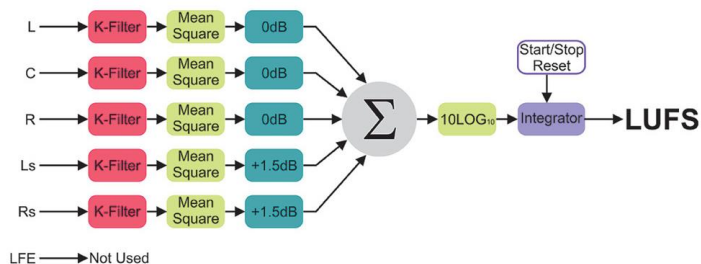 L K-Filter Mean Square 0dB
C K-Filter Mean Square 0dB
R K-Filter Mean Square 0dB
Ls K-Filter Mean Square +1.5dB
Rs K-Filter Mean Square +1.5dB
LFE Not Used
Σ
10LOG₁₀
Start/Stop
Reset
Integrator
LUFS